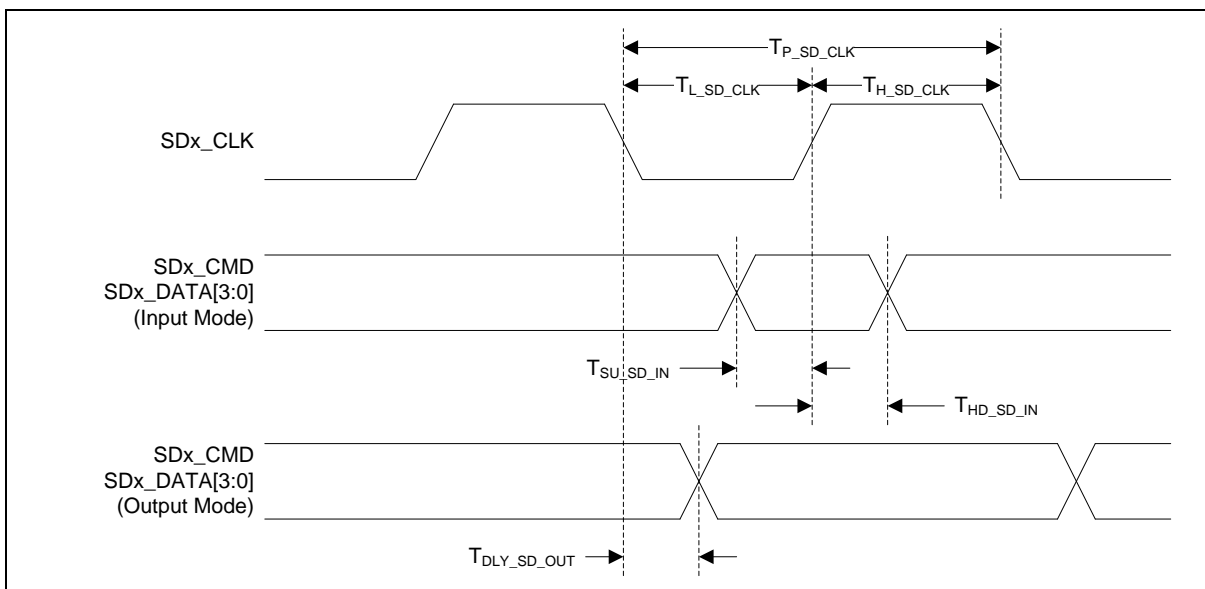 T_P_SD_CLK
T_L_SD_CLK
T_H_SD_CLK
SDx_CLK
SDx_CMD
SDx_DATA[3:0]
(Input Mode)
T_SU_SD_IN
T_HD_SD_IN
SDx_CMD
SDx_DATA[3:0]
(Output Mode)
T_DLY_SD_OUT